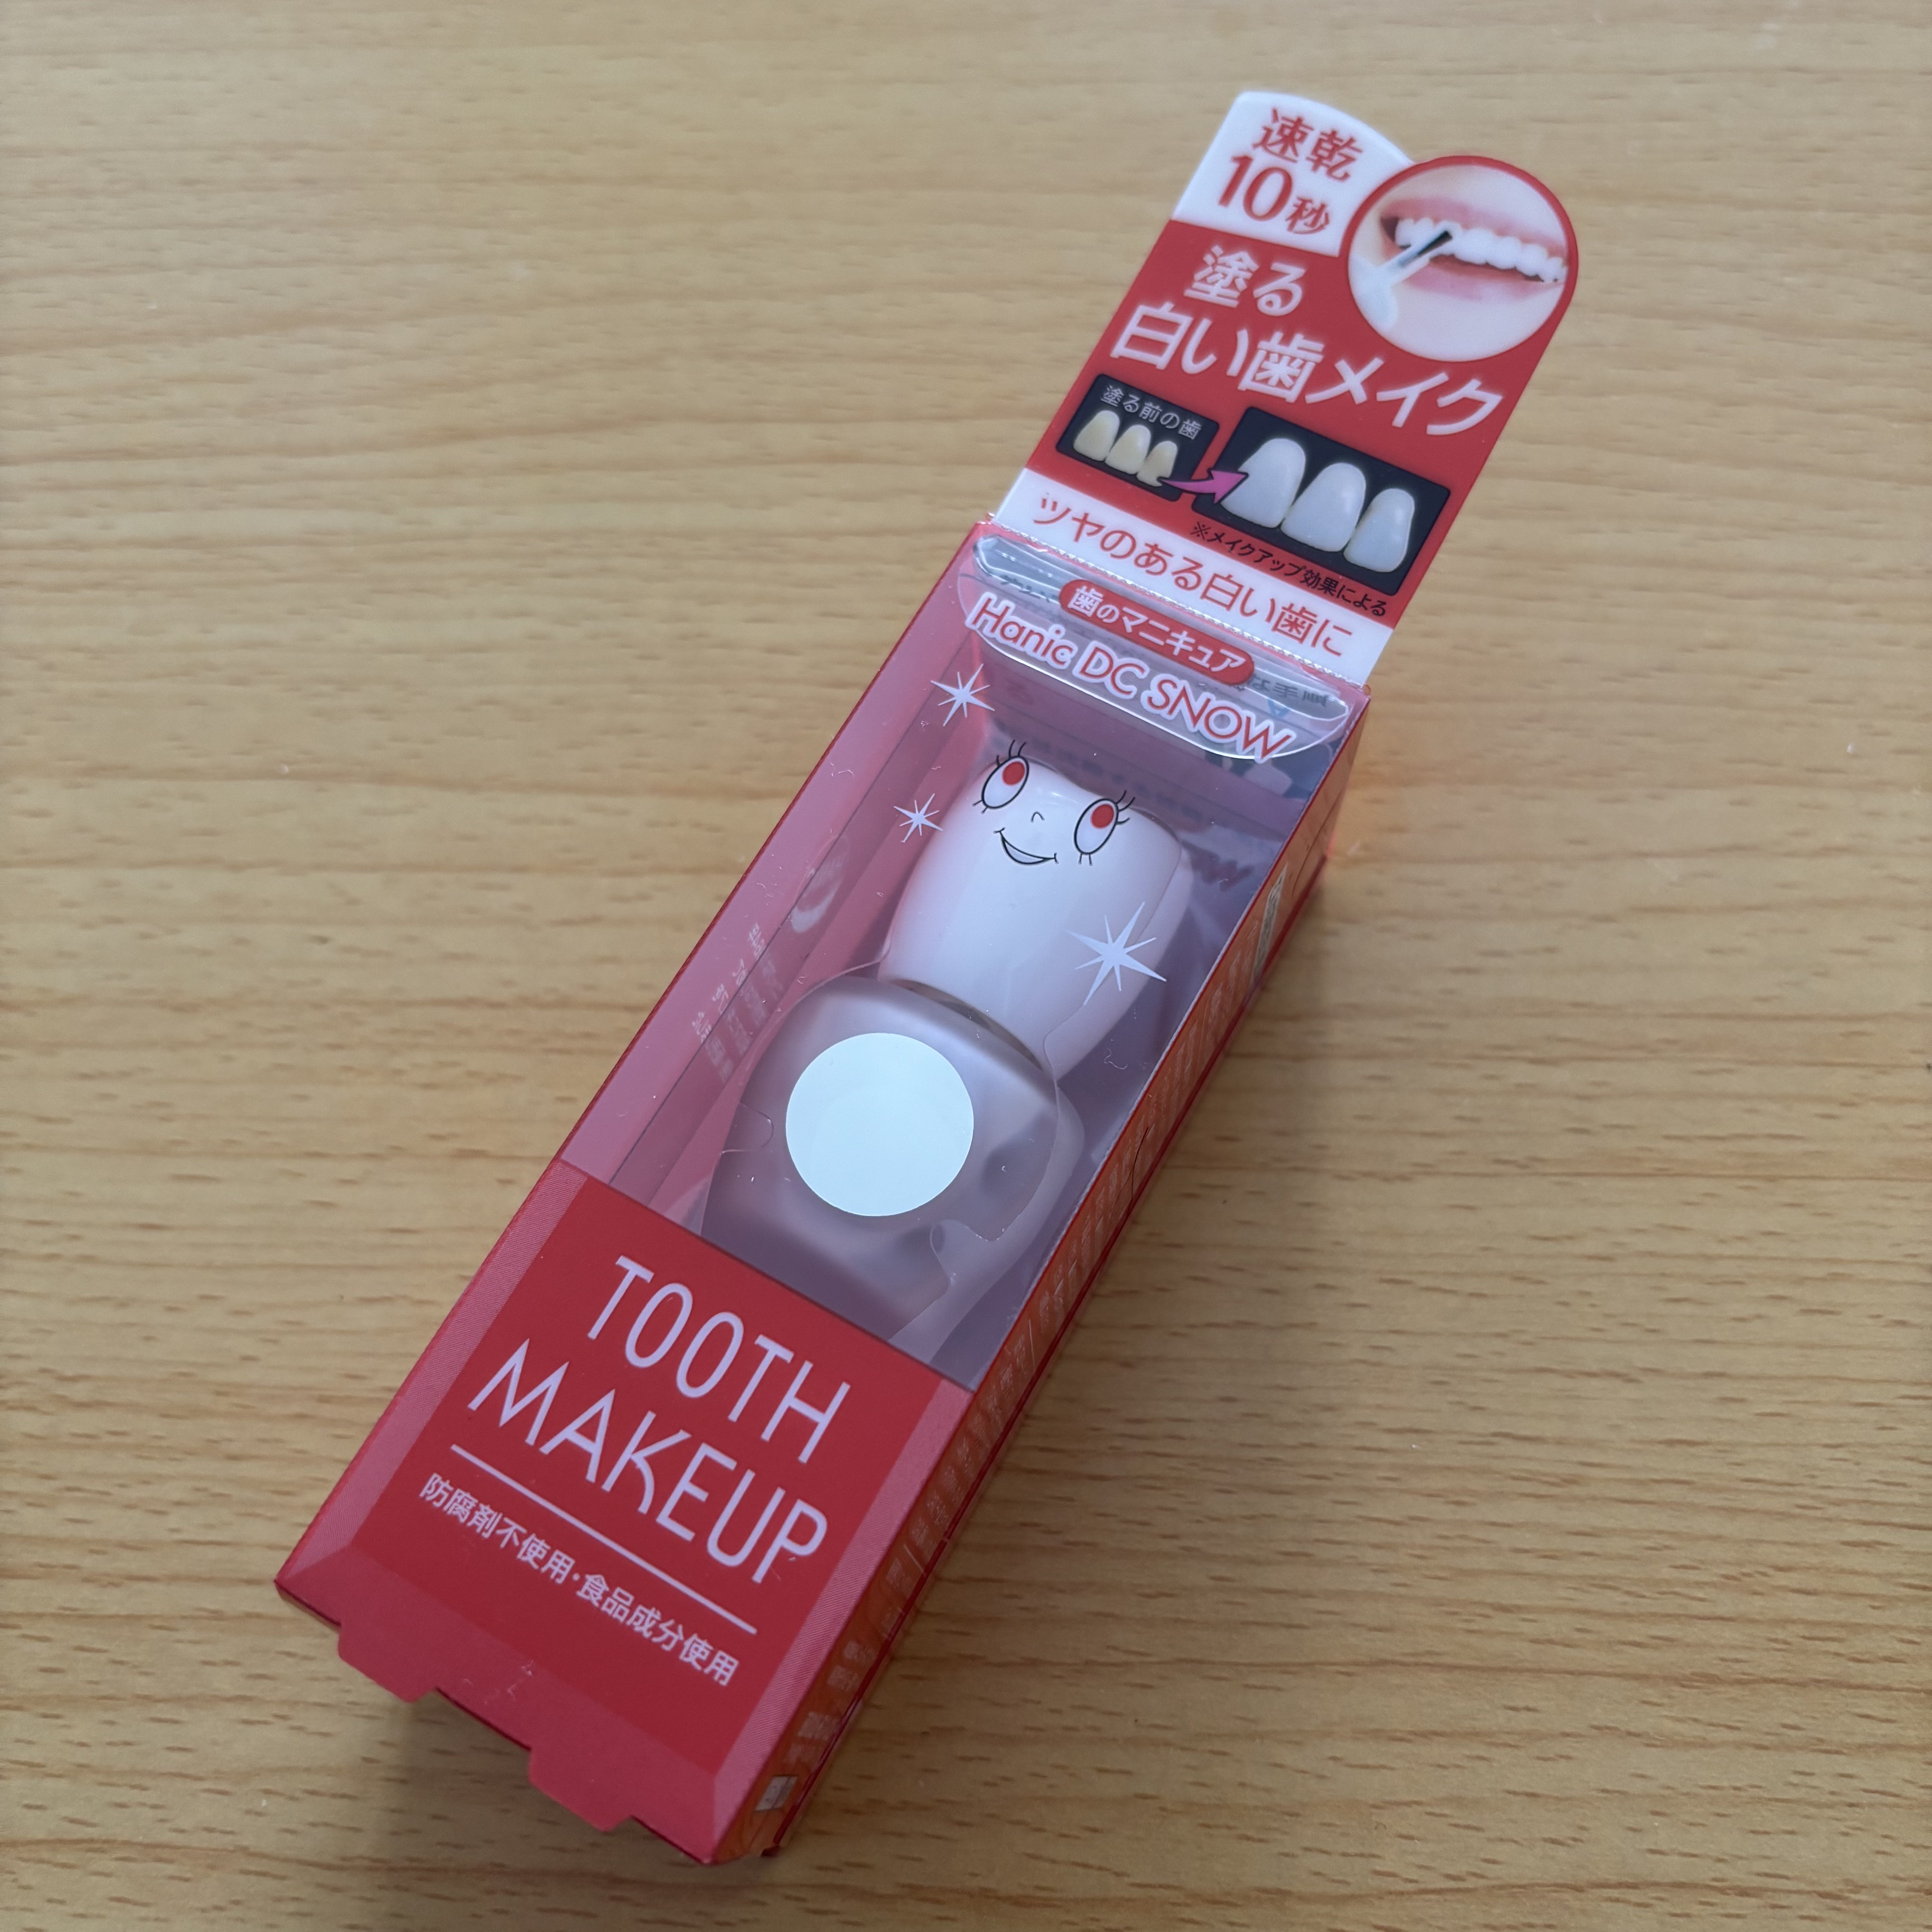 速乾
10秒
塗る
白い歯メイク
塗る前の歯
※メイクアップ効果による
ツヤのある白い歯に
歯のマニキュア
Hanic DC SNOW
TOOTH
MAKEUP
防腐剤不使用・食品成分使用